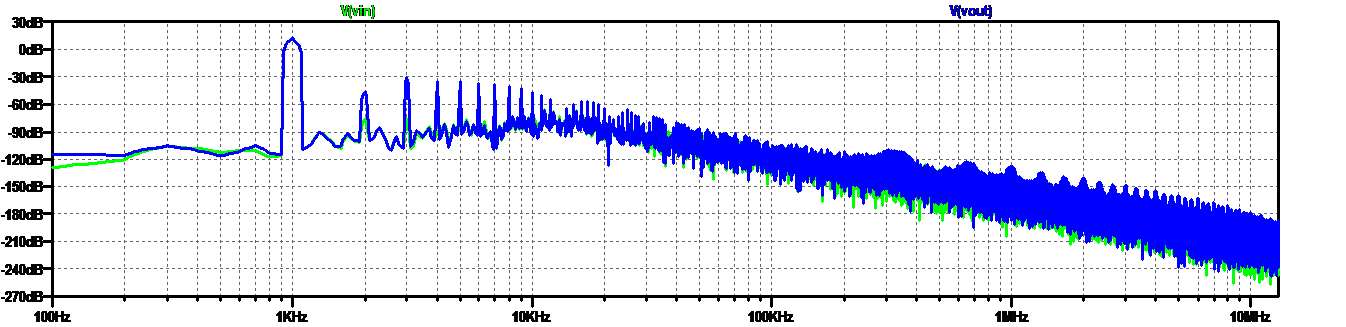 V(vin) V(vout)
30dB
0dB
-30dB
-60dB
-90dB
-120dB
-150dB
-180dB
-210dB
-240dB
-270dB
100Hz 1KHz 10KHz 100KHz 1MHz 10MHz